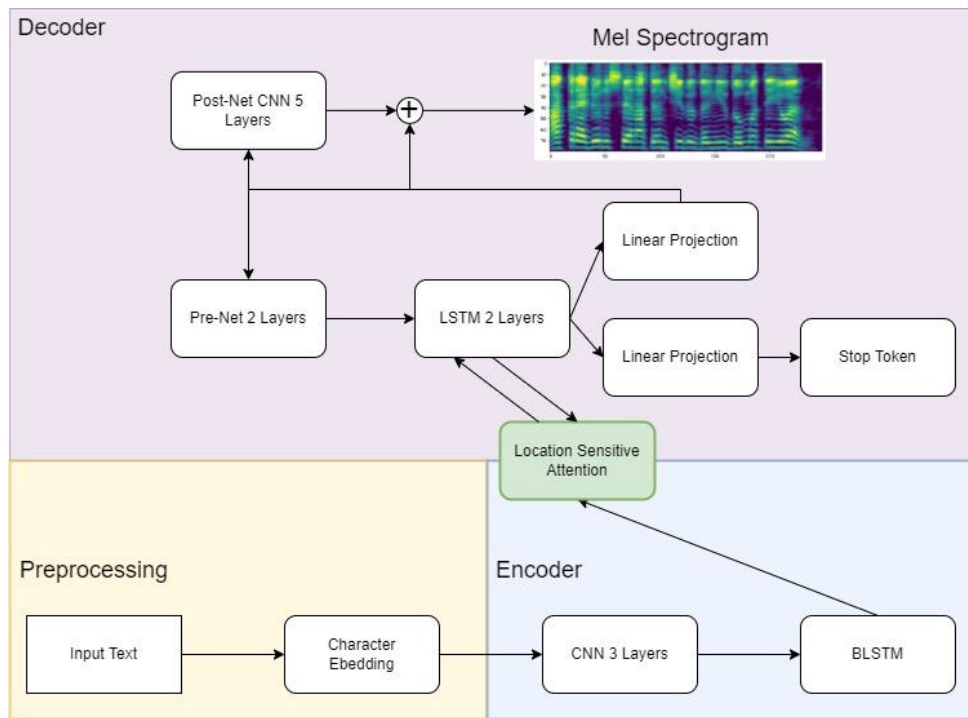 Decoder
Mel Spectrogram
Post-Net CNN 5
Layers
Linear Projection
Pre-Net 2 Layers
LSTM 2 Layers
Linear Projection
Stop Token
Location Sensitive
Attention
Preprocessing
Encoder
Input Text
Character
Ebedding
CNN 3 Layers
BLSTM